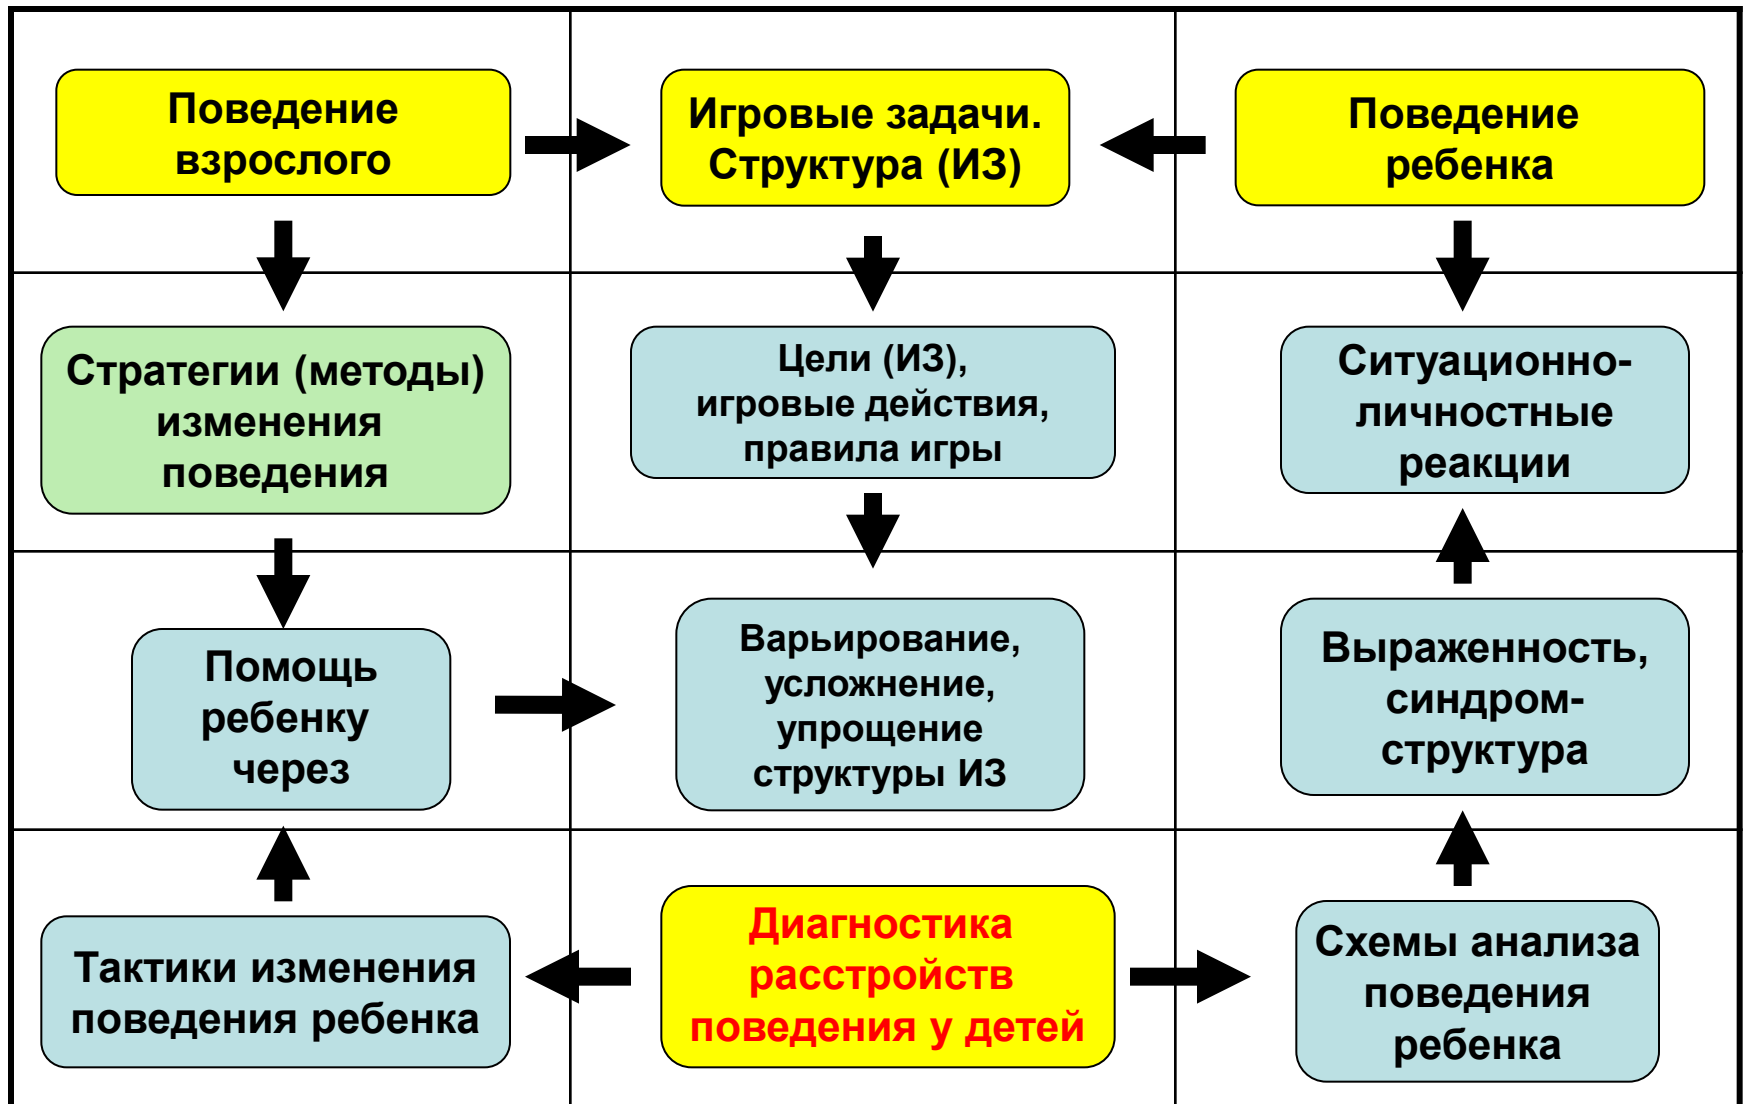 Поведение
взрослого
Игровые задачи.
Структура (ИЗ)
Поведение
ребенка
Стратегии (методы)
изменения
поведения
Цели (ИЗ),
игровые действия,
правила игры
Ситуационно-
личностные
реакции
Помощь
ребенку
через
Варьирование,
усложнение,
упрощение
структуры ИЗ
Выраженность,
синдром-
структура
Тактики изменения
поведения ребенка
Диагностика
расстройств
поведения у детей
Схемы анализа
поведения
ребенка